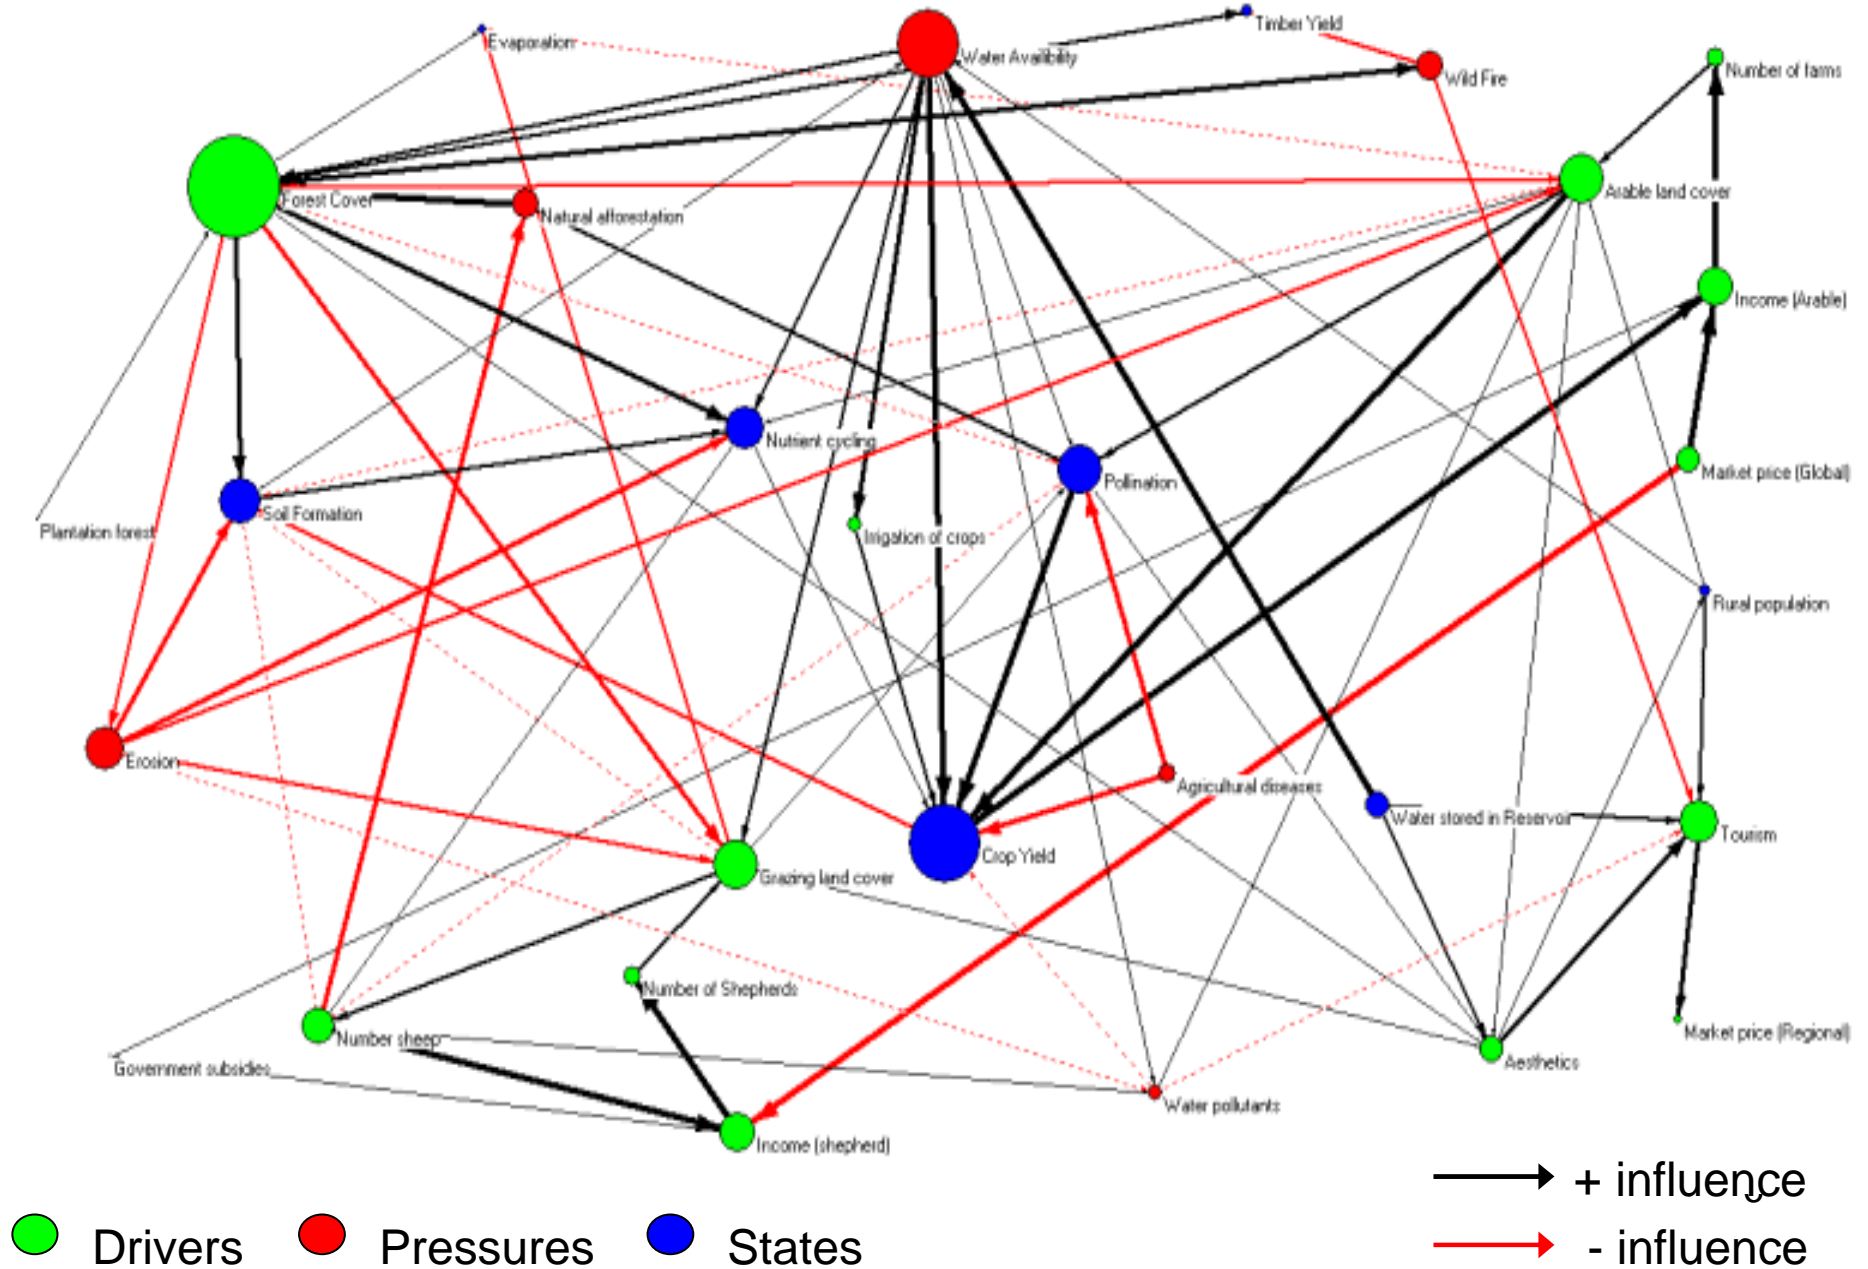 Timber Yield
Evaporation
Water Availibility
Number of farms
Wild Fire
Arable land cover
Forest Cover
Natural afforestation
Income (Arable)
Nutrient cycling
Market price (Global)
Pollination
Soil Formation
Plantation forest
Irrigation of crops
Rural population
Erosion
Agricultural diseases
Water stored in Reservoir
Tourism
Crop Yield
Grazing land cover
Number of Shepherds
Market price (Regional)
Number sheep
Aesthetics
Government subsidies
Water pollutants
Income (shepherd)
+ influence
Drivers
Pressures
States
- influence